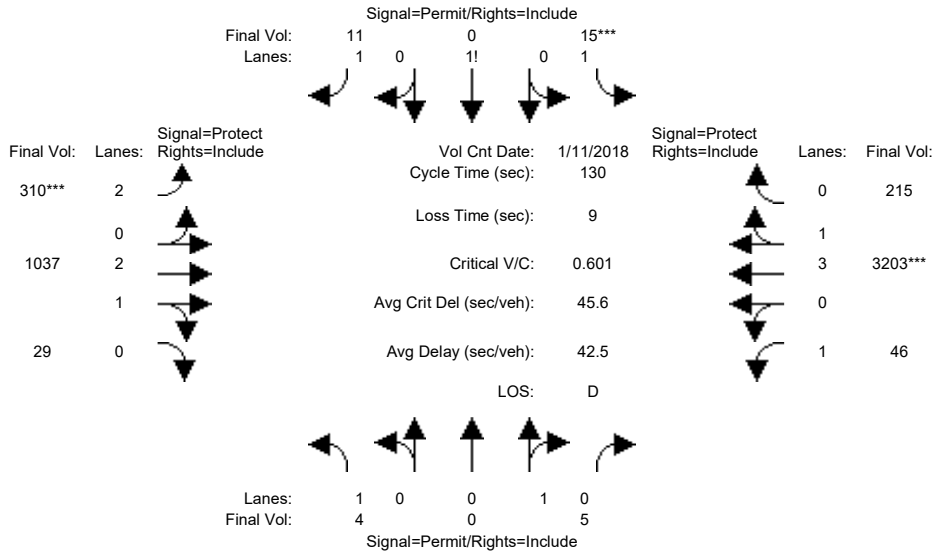 Signal=Permit/Rights=Include
Final Vol: 11 0 15***
Lanes: 1 0 1! 0 1
Signal=Protect
Final Vol: Lanes: Rights=Include
Vol Cnt Date: 1/11/2018
Signal=Protect
Rights=Include Lanes: Final Vol:
Cycle Time (sec): 130
310*** 2
0 215
Loss Time (sec): 9
0
1
1037 2
Critical V/C: 0.601
3 3203***
1
Avg Crit Del (sec/veh): 45.6
0
29 0
Avg Delay (sec/veh): 42.5
1 46
LOS: D
Lanes: 1 0 0 1 0
Final Vol: 4 0 5
Signal=Permit/Rights=Include